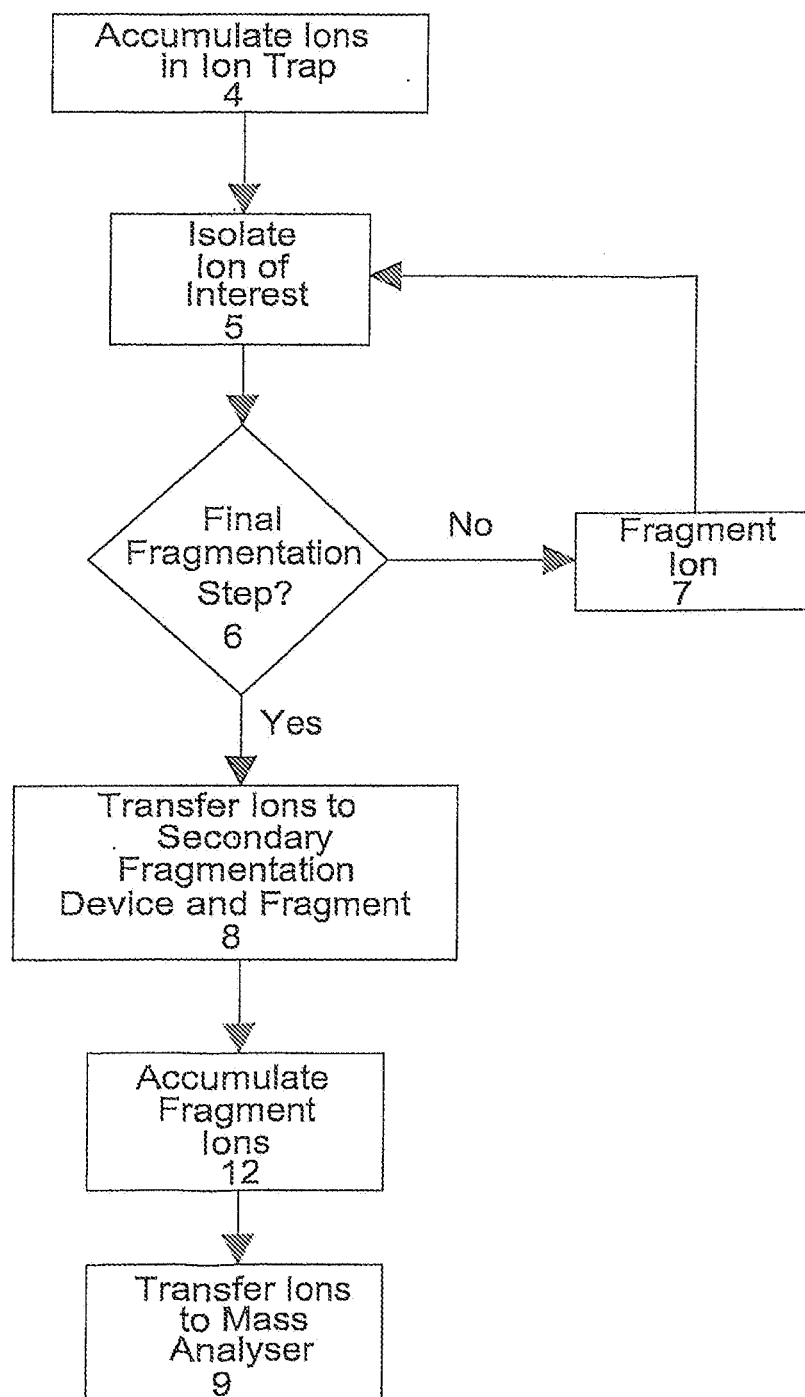 Accumulate Ions
in Ion Trap
4
Isolate
Ion of
Interest
5
Final
Fragmentation
Step?
6
No
Fragment
Ion
7
Yes
Transfer Ions to
Secondary
Fragmentation
Device and Fragment
8
Accumulate
Fragment
Ions
12
Transfer Ions
to Mass
Analyser
9